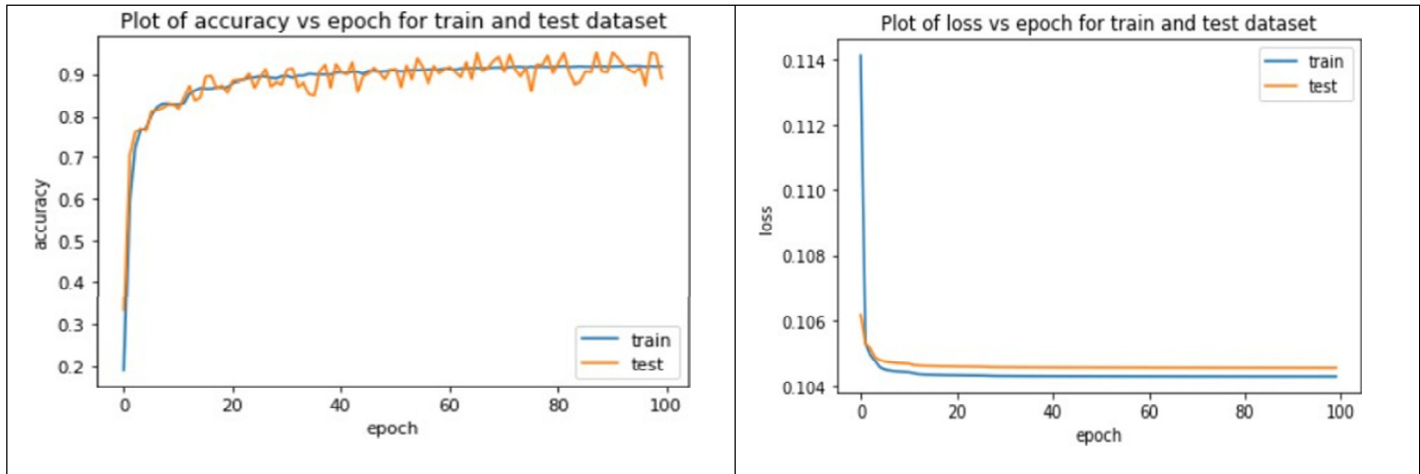 Plot of accuracy vs epoch for train and test dataset
0.9
0.8
0.7
0.6
0.5
0.4
0.3
0.2
accuracy
0 20 40 60 80 100
epoch
train
test
Plot of loss vs epoch for train and test dataset
0.114
0.112
0.110
0.108
0.106
0.104
loss
0 20 40 60 80 100
epoch
train
test